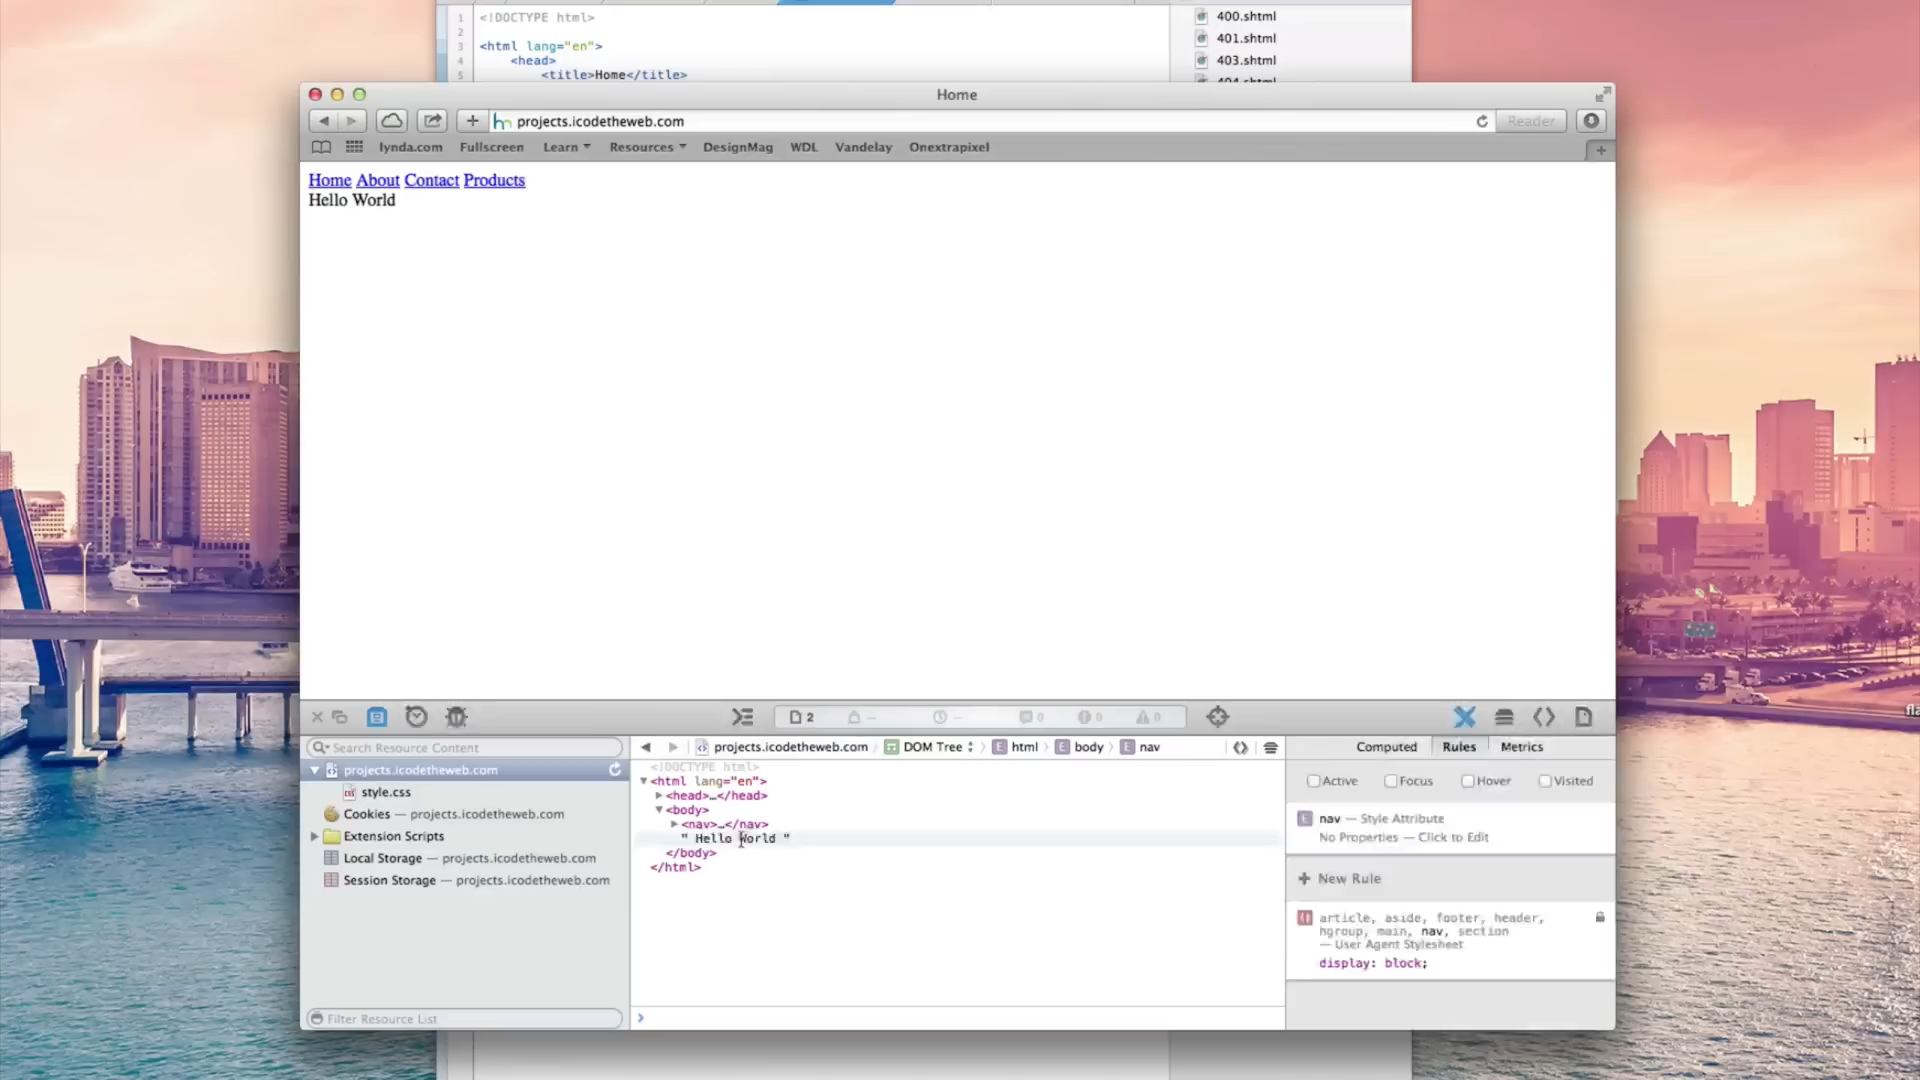 1 <!DOCTYPE html>
2
3 <html lang="en">
4 <head>
5 <title>Home</title>
400.shtml
401.shtml
403.shtml
404.shtml
Home
projects.icodetheweb.com
Reader
lynda.com Fullscreen Learn Resources DesignMag WDL Vandelay Onextrapixel
Home About Contact Products
Hello World
2 – – 0 0 0
Search Resource Content
projects.icodetheweb.com
style.css
Cookies — projects.icodetheweb.com
Extension Scripts
Local Storage — projects.icodetheweb.com
Session Storage — projects.icodetheweb.com
Filter Resource List
projects.icodetheweb.com DOM Tree E html E body E nav
<!DOCTYPE html>
<html lang="en">
<head>…</head>
<body>
<nav>…</nav>
" Hello World "
</body>
</html>
Computed Rules Metrics
Active Focus Hover Visited
E nav — Style Attribute
No Properties — Click to Edit
+ New Rule
article, aside, footer, header,
hgroup, main, nav, section
— User Agent Stylesheet
display: block;